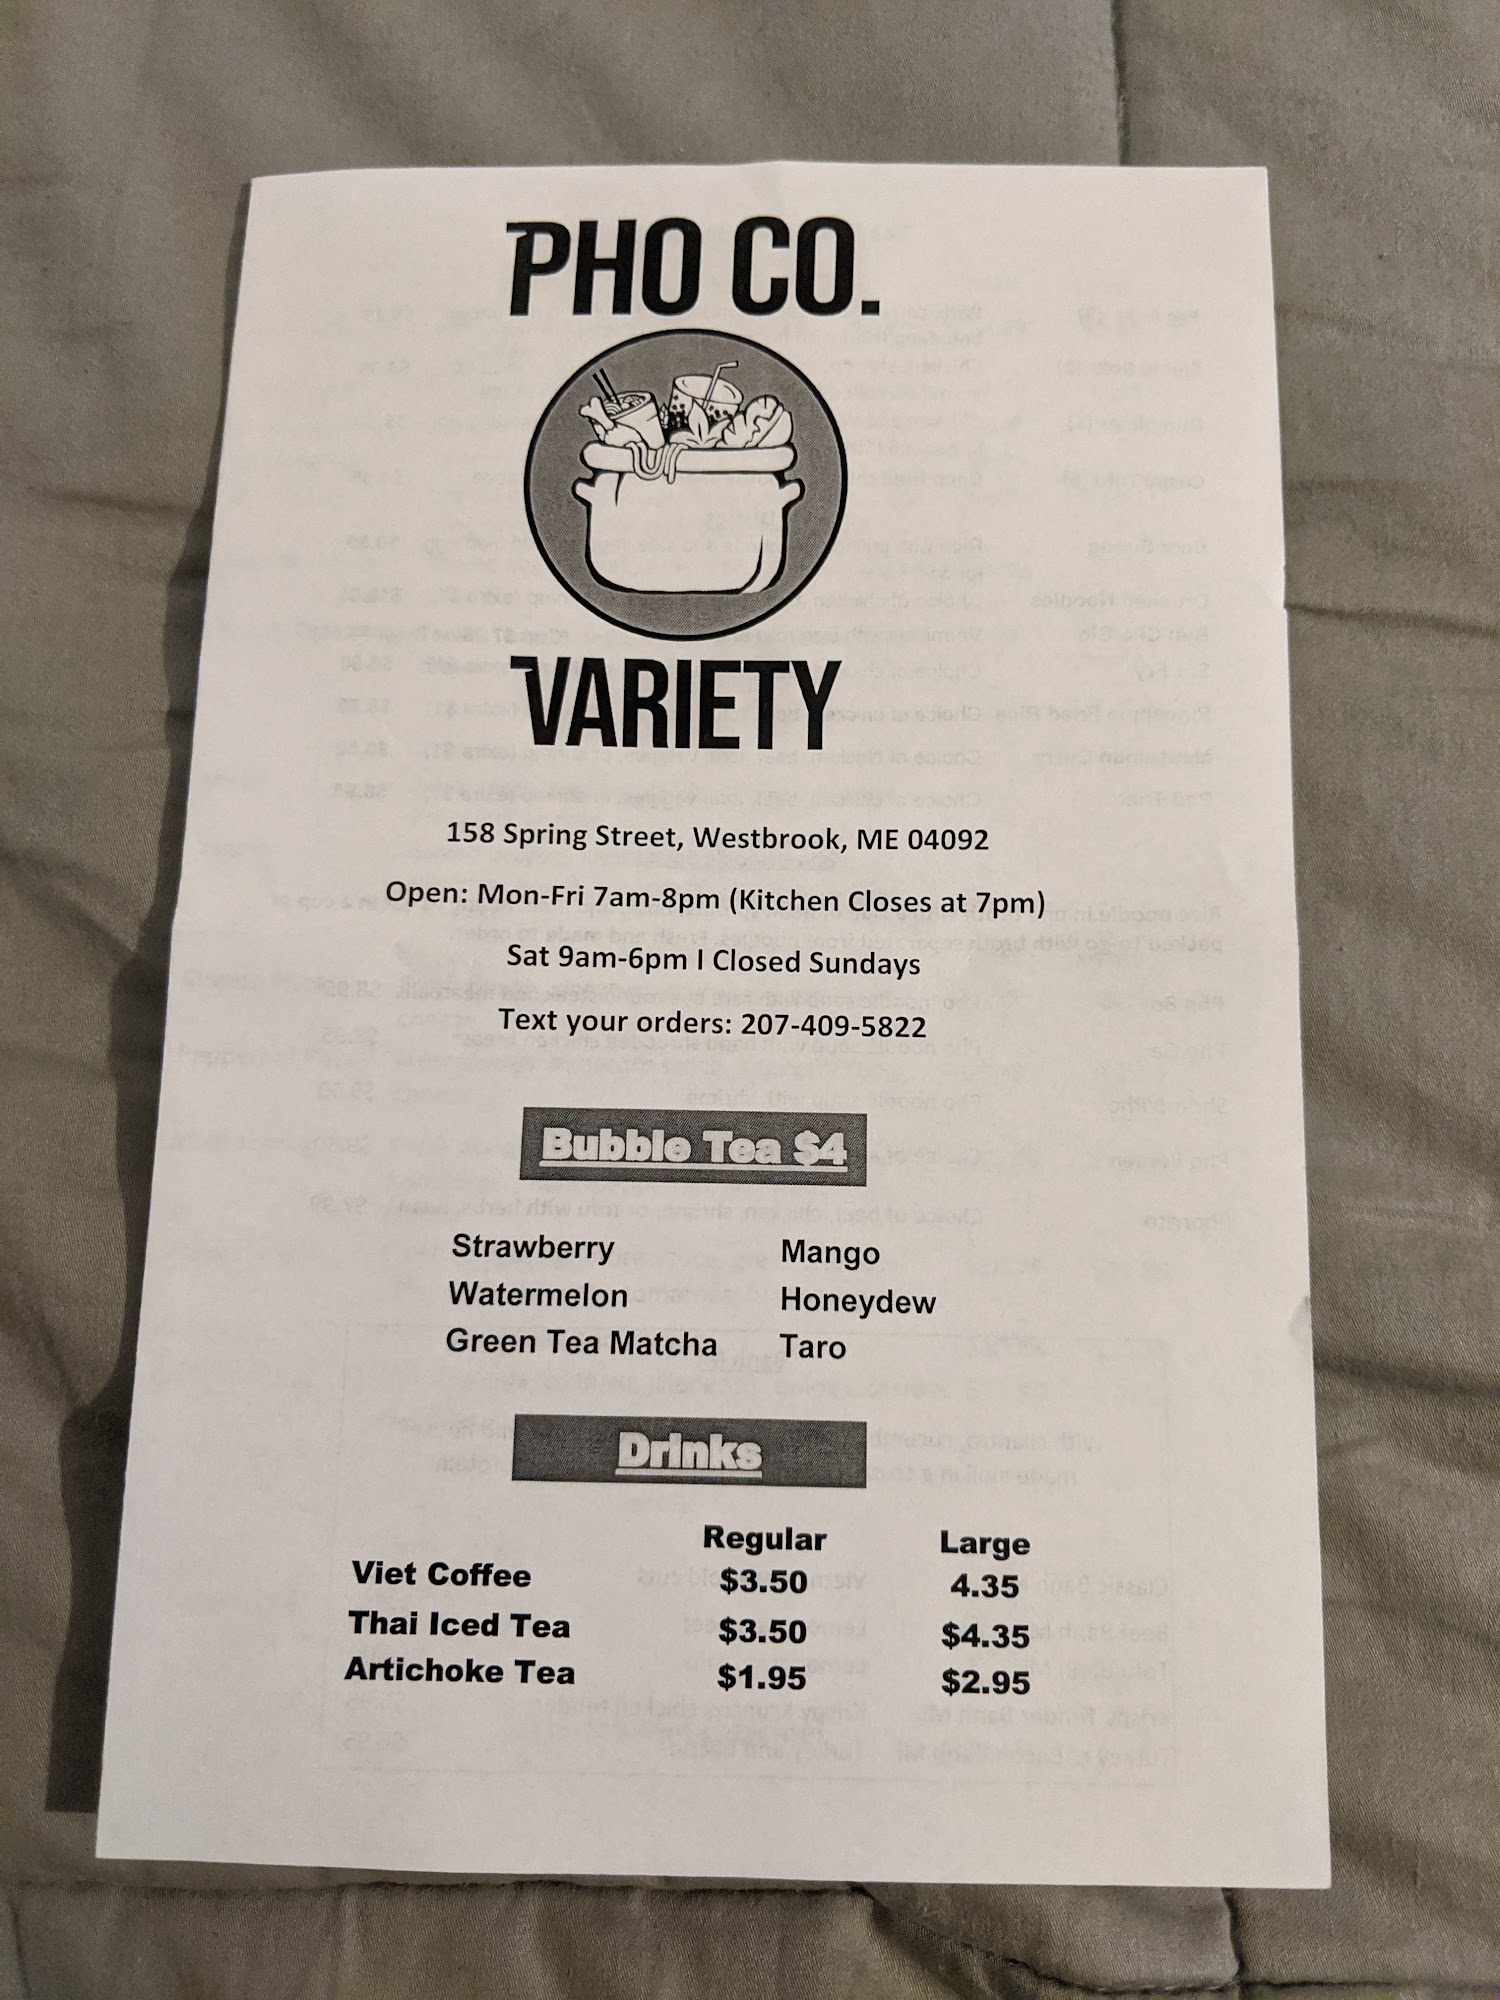 PHO CO.
VARIETY
158 Spring Street, Westbrook, ME 04092
Open: Mon-Fri 7am-8pm (Kitchen Closes at 7pm)
Sat 9am-6pm I Closed Sundays
Text your orders: 207-409-5822
Bubble Tea $4
Strawberry Mango
Watermelon Honeydew
Green Tea Matcha Taro
Drinks
Regular Large
Viet Coffee $3.50 4.35
Thai Iced Tea $3.50 $4.35
Artichoke Tea $1.95 $2.95